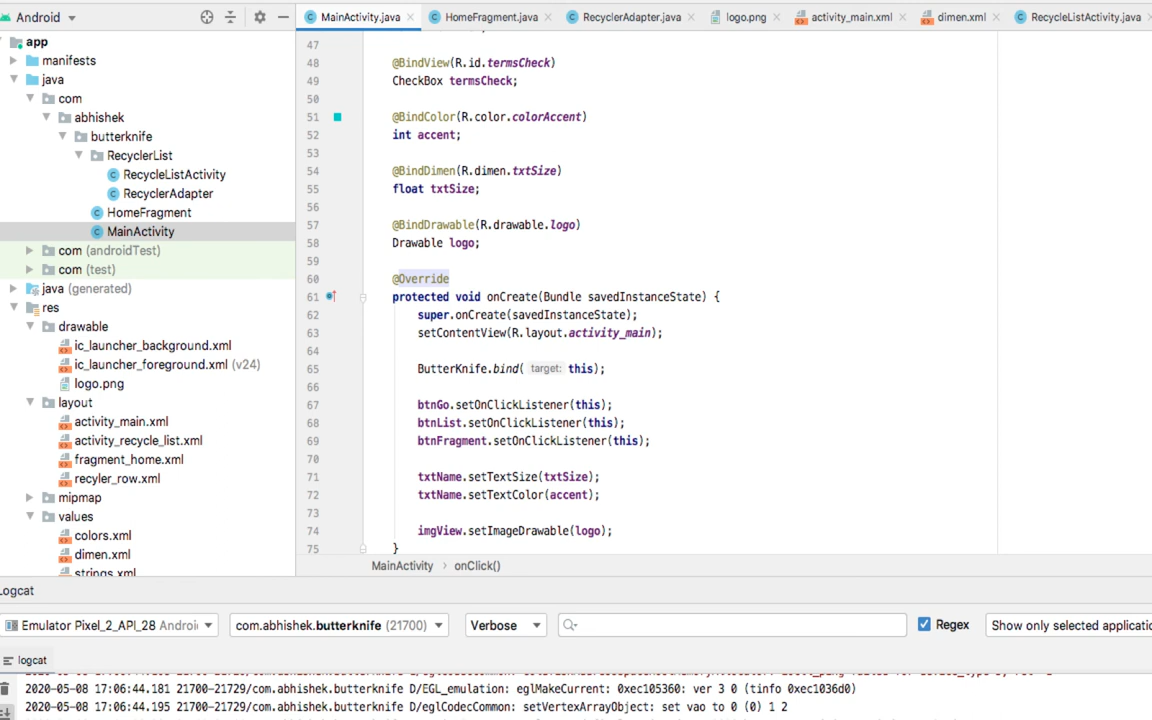 Android
MainActivity.java
HomeFragment.java
RecyclerAdapter.java
logo.png
activity_main.xml
dimen.xml
RecycleListActivity.java
app
manifests
java
com
abhishek
butterknife
RecyclerList
RecycleListActivity
RecyclerAdapter
HomeFragment
MainActivity
com (androidTest)
com (test)
java (generated)
res
drawable
ic_launcher_background.xml
ic_launcher_foreground.xml (v24)
logo.png
layout
activity_main.xml
activity_recycle_list.xml
fragment_home.xml
recyler_row.xml
mipmap
values
colors.xml
dimen.xml
strings.xml
47
48 @BindView(R.id.termsCheck)
49 CheckBox termsCheck;
50
51 @BindColor(R.color.colorAccent)
52 int accent;
53
54 @BindDimen(R.dimen.txtSize)
55 float txtSize;
56
57 @BindDrawable(R.drawable.logo)
58 Drawable logo;
59
60 @Override
61 protected void onCreate(Bundle savedInstanceState) {
62 super.onCreate(savedInstanceState);
63 setContentView(R.layout.activity_main);
64
65 ButterKnife.bind( target: this);
66
67 btnGo.setOnClickListener(this);
68 btnList.setOnClickListener(this);
69 btnFragment.setOnClickListener(this);
70
71 txtName.setTextSize(txtSize);
72 txtName.setTextColor(accent);
73
74 imgView.setImageDrawable(logo);
75 }
MainActivity › onClick()
Logcat
Emulator Pixel_2_API_28 Androi
com.abhishek.butterknife (21700)
Verbose
Regex
Show only selected applicatio
logcat
2020-05-08 17:06:44.181 21700-21729/com.abhishek.butterknife D/EGL_emulation: eglMakeCurrent: 0xec105360: ver 3 0 (tinfo 0xec1036d0)
2020-05-08 17:06:44.195 21700-21729/com.abhishek.butterknife D/eglCodecCommon: setVertexArrayObject: set vao to 0 (0) 1 2